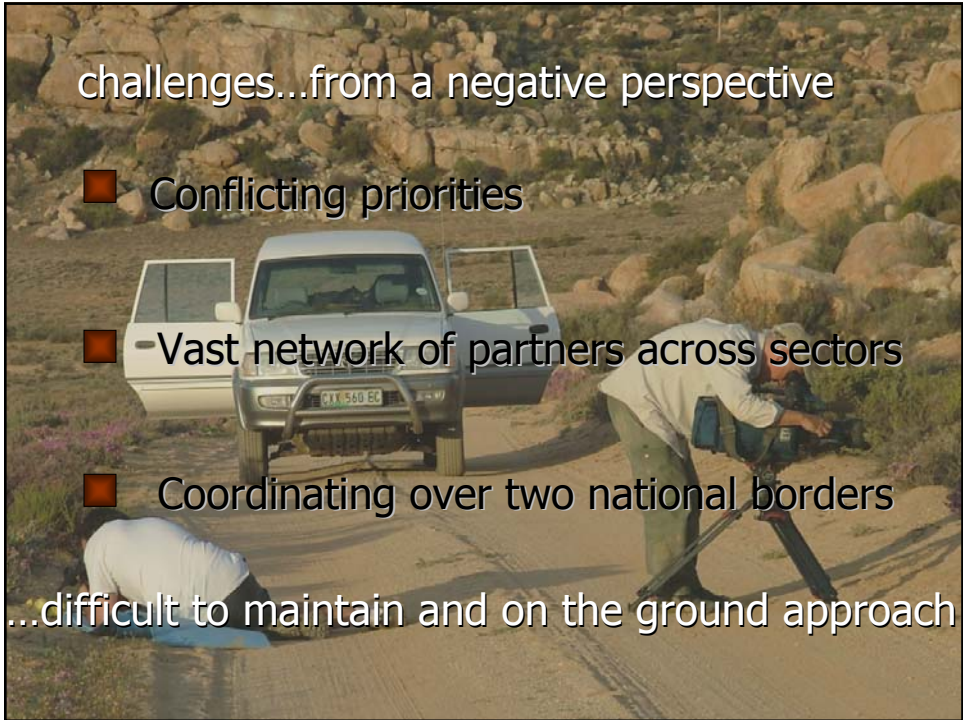 challenges...from a negative perspective
Conflicting priorities
Vast network of partners across sectors
CXX 560 EC
Coordinating over two national borders
...difficult to maintain and on the ground approach